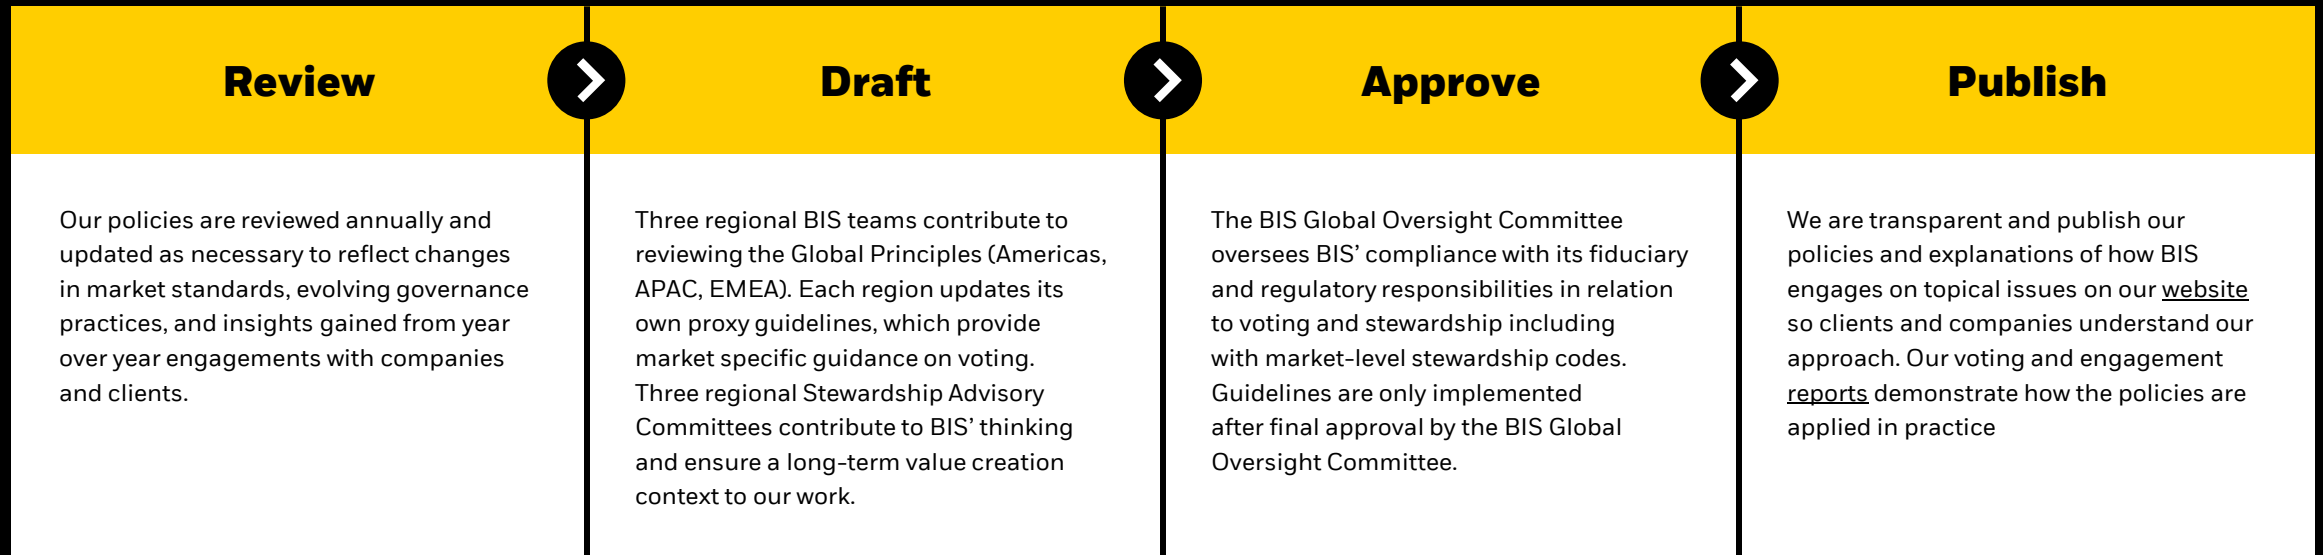 Review
Our policies are reviewed annually and
updated as necessary to reflect changes
in market standards, evolving governance
practices, and insights gained from year
over year engagements with companies
and clients.
Draft
Three regional BIS teams contribute to
reviewing the Global Principles (Americas,
APAC, EMEA). Each region updates its
own proxy guidelines, which provide
market specific guidance on voting.
Three regional Stewardship Advisory
Committees contribute to BIS’ thinking
and ensure a long-term value creation
context to our work.
Approve
The BIS Global Oversight Committee
oversees BIS’ compliance with its fiduciary
and regulatory responsibilities in relation
to voting and stewardship including
with market-level stewardship codes.
Guidelines are only implemented
after final approval by the BIS Global
Oversight Committee.
Publish
We are transparent and publish our
policies and explanations of how BIS
engages on topical issues on our website
so clients and companies understand our
approach. Our voting and engagement
reports demonstrate how the policies are
applied in practice